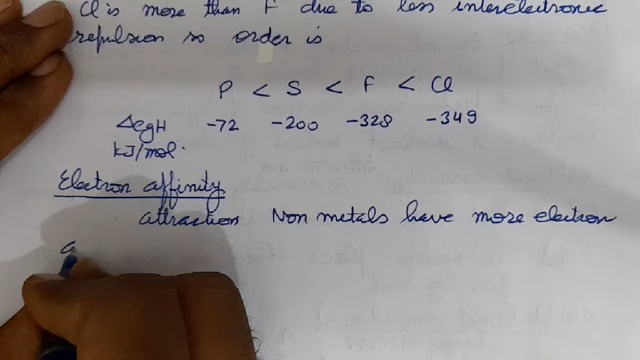 Cl is more than F due to less interelectronic
repulsion so order is
P < S < F < Cl
ΔegH -72 -200 -328 -349
kJ/mol.
Electron affinity
attraction Non metals have more electron
a